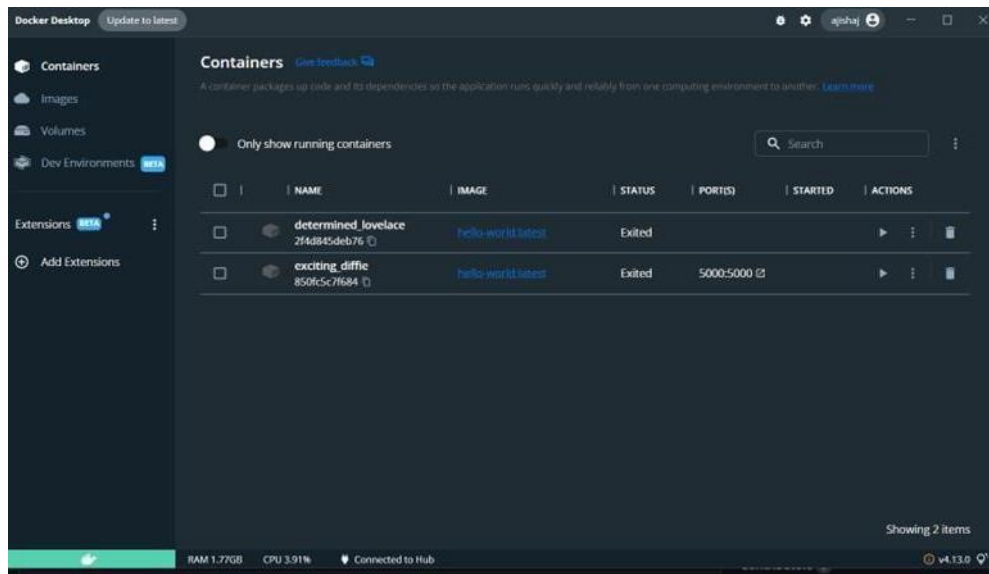 Docker Desktop Update to latest ajishaj
Containers
Images
Volumes
Dev Environments BETA
Extensions BETA
Add Extensions
Containers Give feedback
A container packages up code and its dependencies so the application runs quickly and reliably from one computing environment to another. Learn more
Only show running containers
Search
NAME IMAGE STATUS PORT(S) STARTED ACTIONS
determined_lovelace hello-world:latest Exited
2f4d845deb76
exciting_diffie hello-world:latest Exited 5000:5000
850fc5c7f684
Showing 2 items
RAM 1.77GB CPU 3.91% Connected to Hub v4.13.0